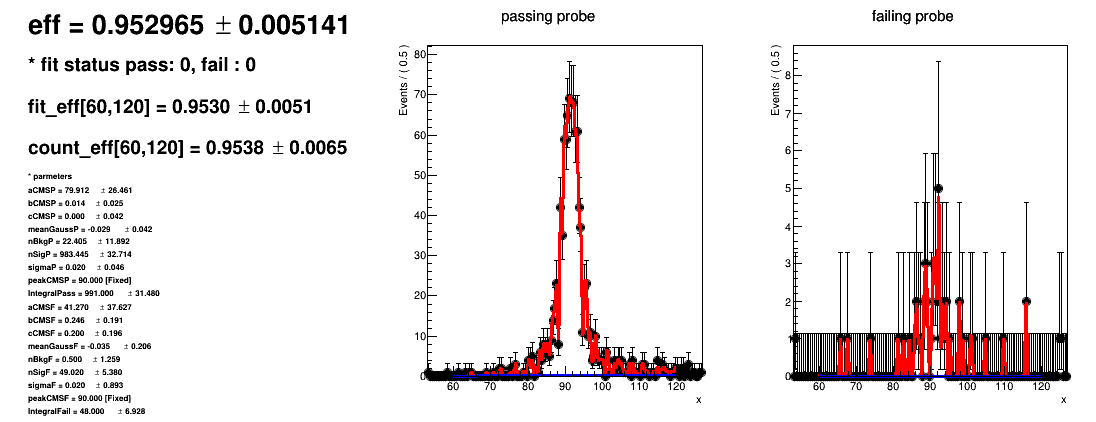 eff = 0.952965 ± 0.005141
* fit status pass: 0, fail : 0
fit_eff[60,120] = 0.9530 ± 0.0051
count_eff[60,120] = 0.9538 ± 0.0065
* parmeters
aCMSP = 79.912 ± 26.461
bCMSP = 0.014 ± 0.025
cCMSP = 0.000 ± 0.042
meanGaussP = -0.029 ± 0.042
nBkgP = 22.405 ± 11.892
nSigP = 983.445 ± 32.714
sigmaP = 0.020 ± 0.046
peakCMSP = 90.000 [Fixed]
IntegralPass = 991.000 ± 31.480
aCMSF = 41.270 ± 37.627
bCMSF = 0.246 ± 0.191
cCMSF = 0.200 ± 0.196
meanGaussF = -0.035 ± 0.206
nBkgF = 0.500 ± 1.259
nSigF = 49.020 ± 5.380
sigmaF = 0.020 ± 0.893
peakCMSF = 90.000 [Fixed]
IntegralFail = 48.000 ± 6.928
passing probe
Events / ( 0.5 )
80
70
60
50
40
30
20
10
0
60 70 80 90 100 110 120
x
failing probe
Events / ( 0.5 )
8
7
6
5
4
3
2
1
0
60 70 80 90 100 110 120
x